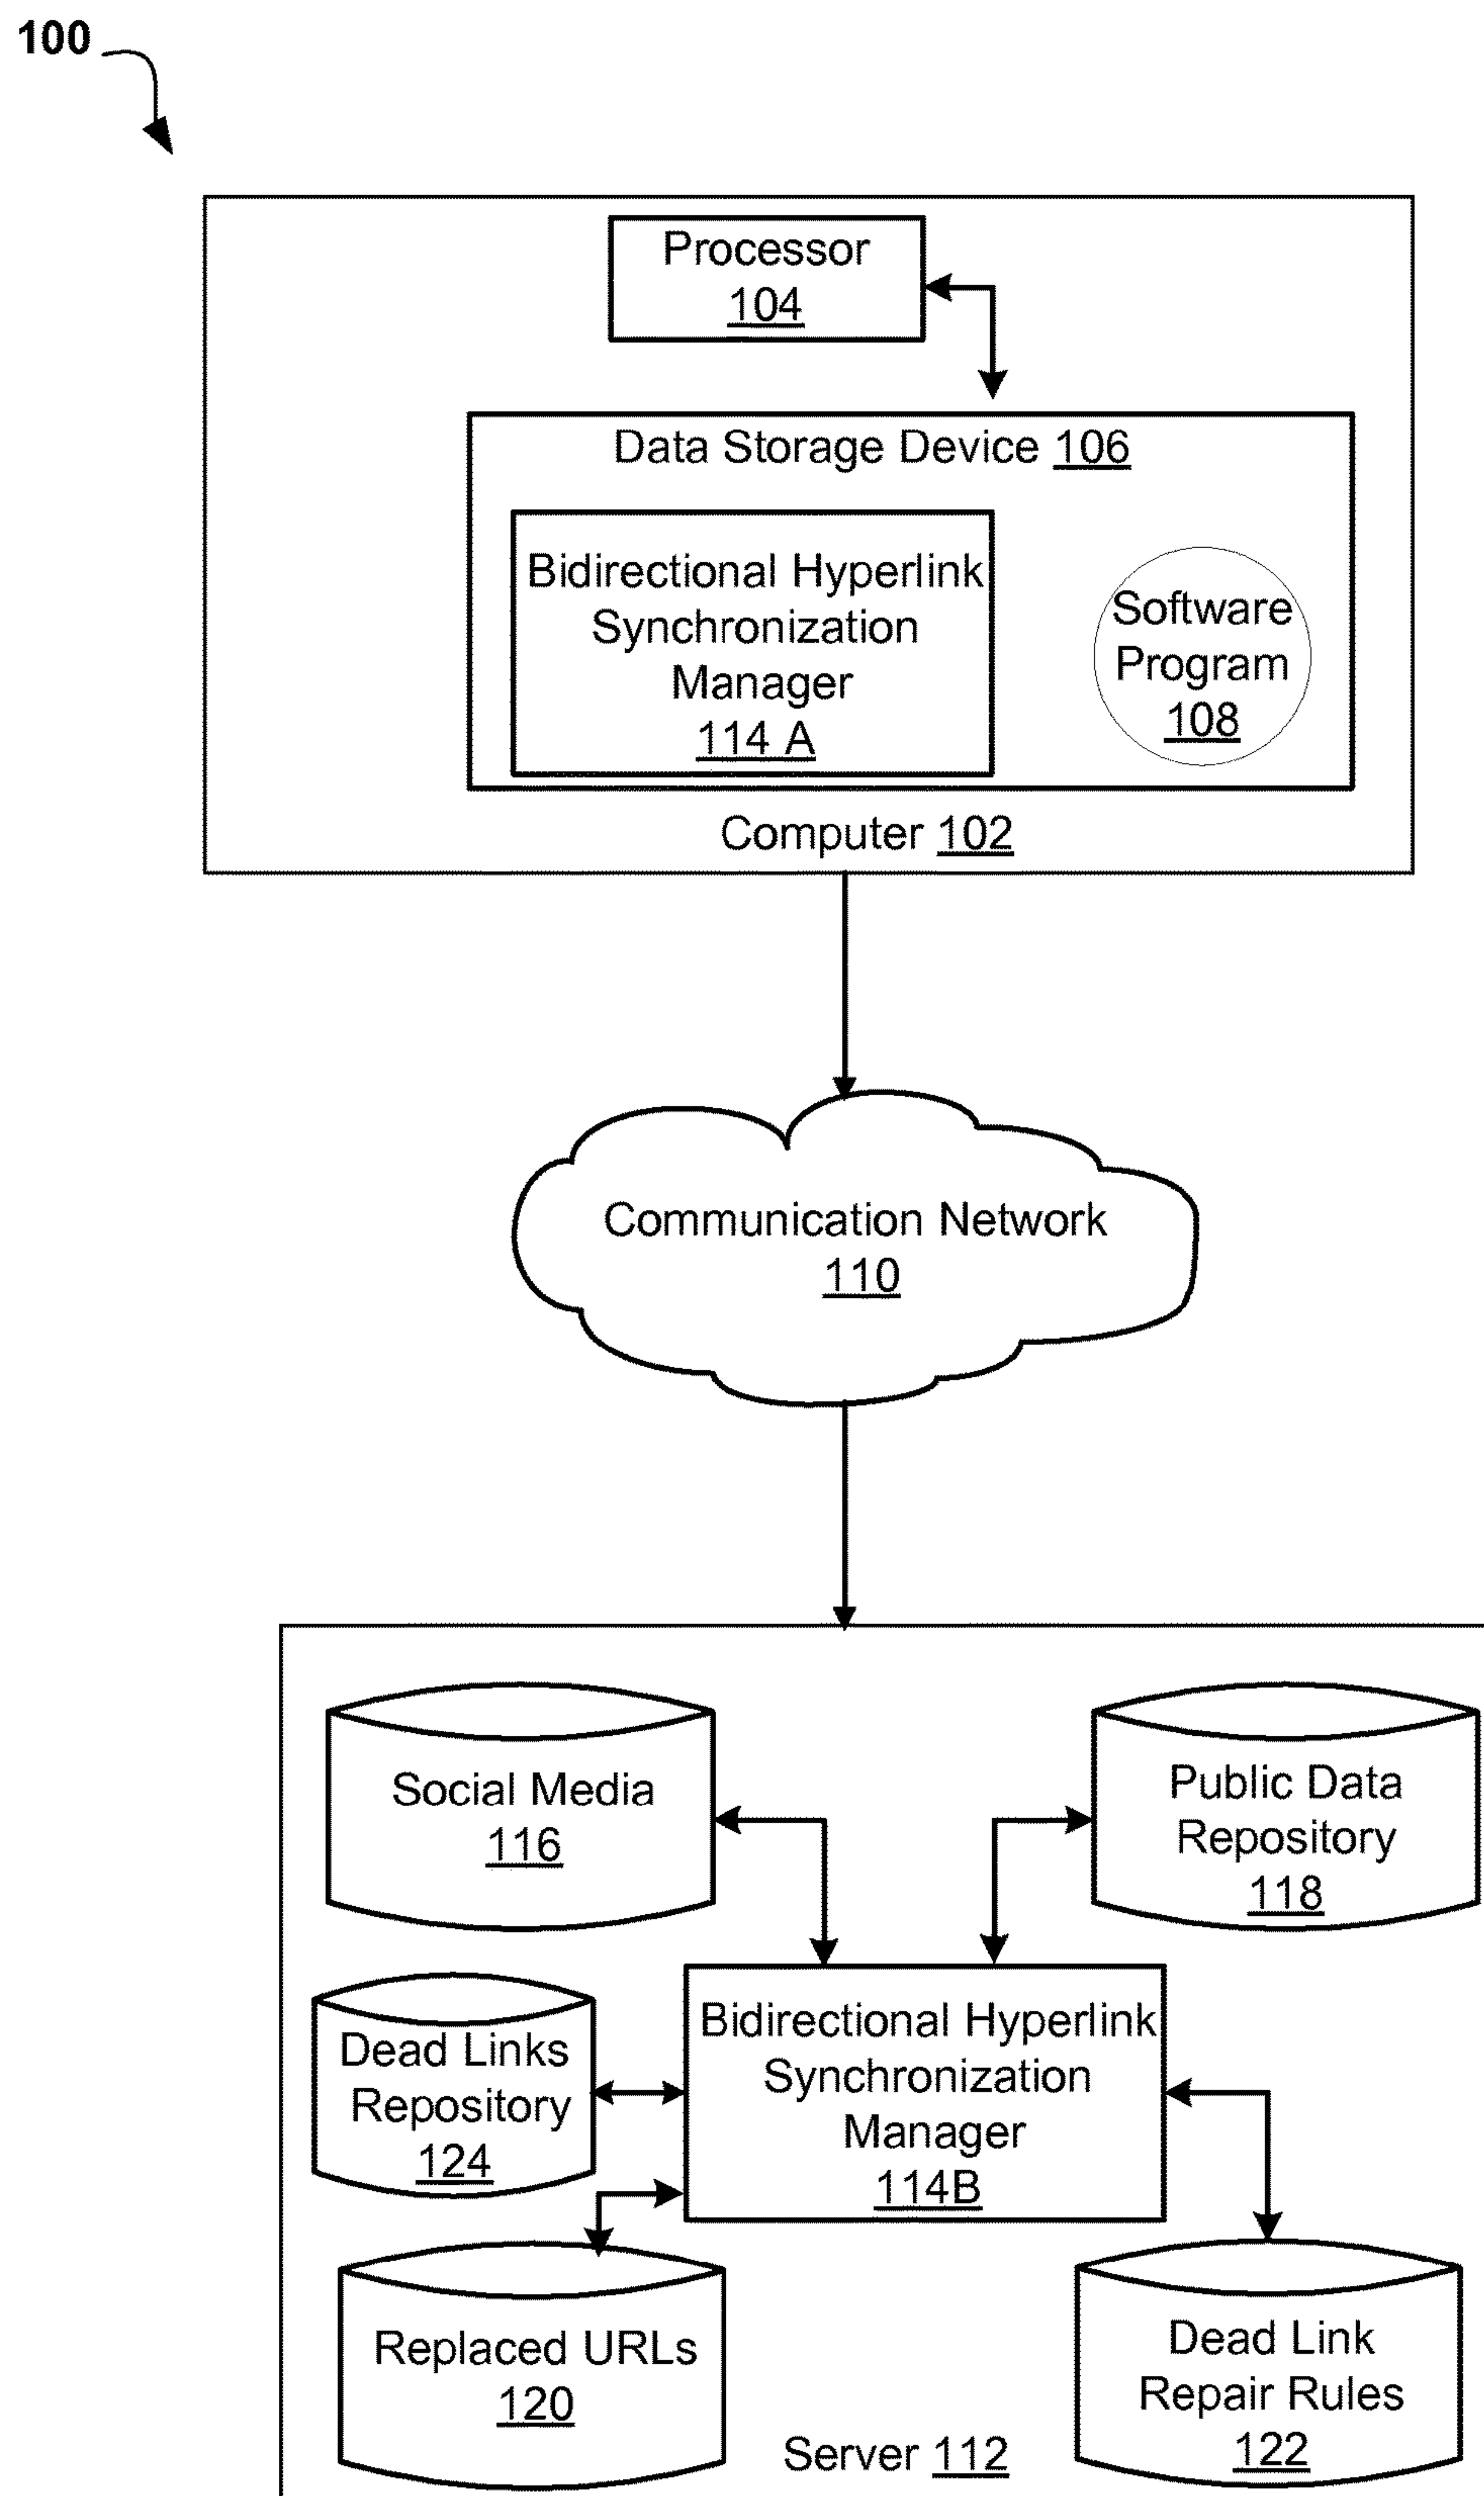 100
Processor
104
Data Storage Device 106
Bidirectional Hyperlink
Synchronization
Manager
114 A
Software
Program
108
Computer 102
Communication Network
110
Social Media
116
Public Data
Repository
118
Dead Links
Repository
124
Bidirectional Hyperlink
Synchronization
Manager
114B
Replaced URLs
120
Dead Link
Repair Rules
122
Server 112